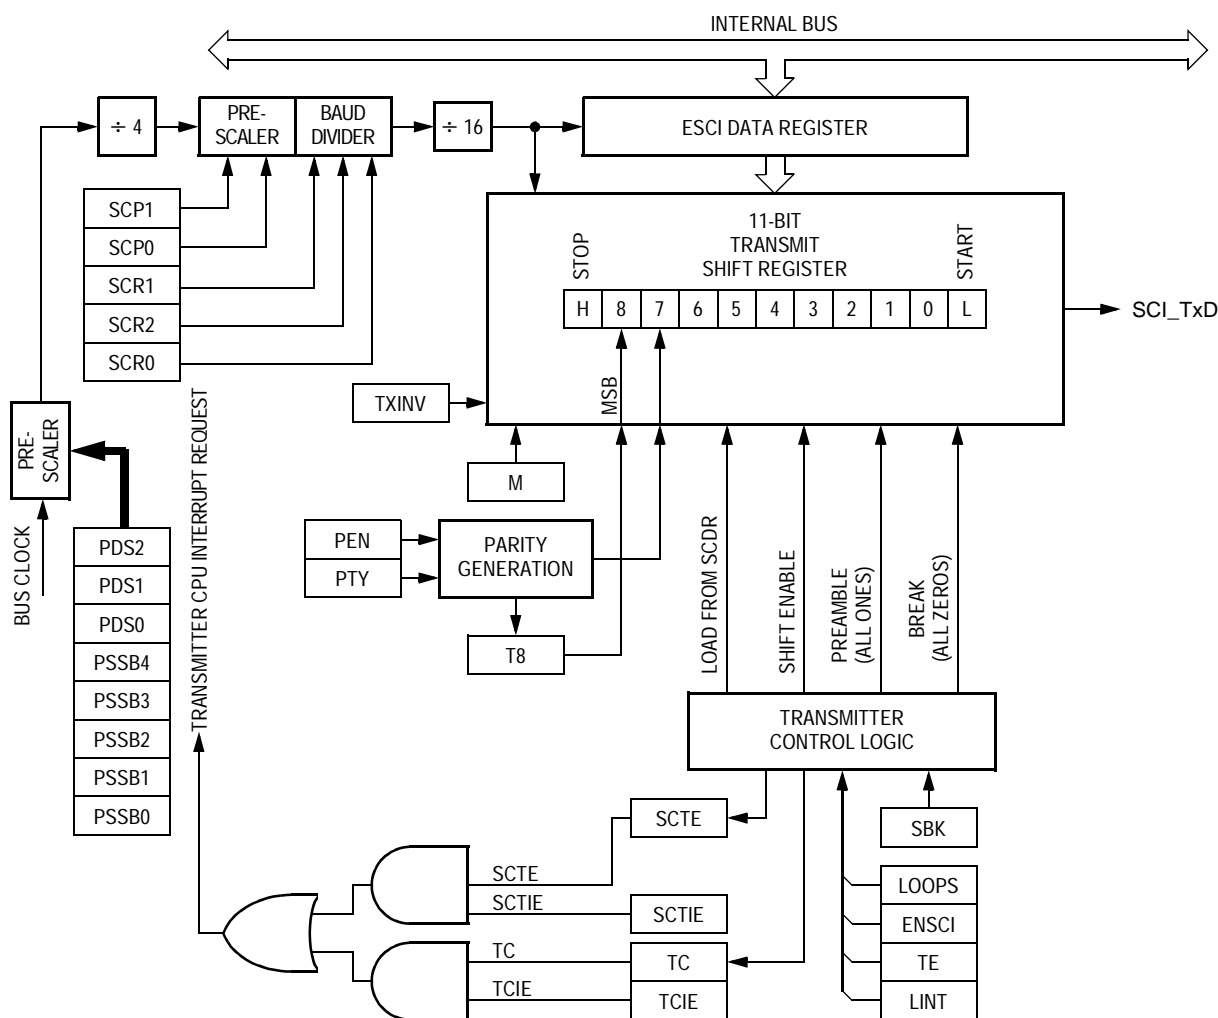 INTERNAL BUS
÷ 4
PRE-
SCALER
BAUD
DIVIDER
÷ 16
ESCI DATA REGISTER
SCP1
SCP0
SCR1
SCR2
SCR0
11-BIT
TRANSMIT
SHIFT REGISTER
STOP
START
H 8 7 6 5 4 3 2 1 0 L
SCI_TxD
TXINV
MSB
M
PRE-
SCALER
BUS CLOCK
TRANSMITTER CPU INTERRUPT REQUEST
PDS2
PDS1
PDS0
PSSB4
PSSB3
PSSB2
PSSB1
PSSB0
PEN
PTY
PARITY
GENERATION
T8
LOAD FROM SCDR
SHIFT ENABLE
PREAMBLE
(ALL ONES)
BREAK
(ALL ZEROS)
TRANSMITTER
CONTROL LOGIC
SCTE
SBK
SCTE
SCTIE
SCTIE
TC
TC
TCIE
TCIE
LOOPS
ENSCI
TE
LINT